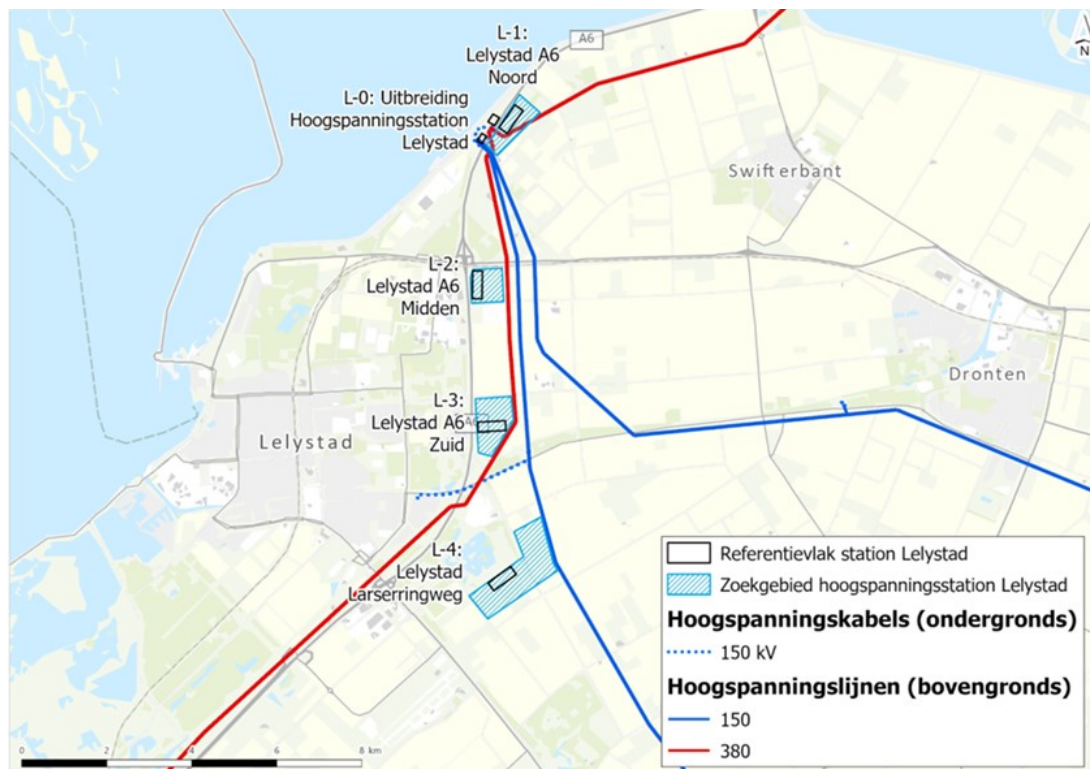 L-1:
Lelystad A6
Noord
A6
N
L-0: Uitbreiding
Hoogspanningsstation
Lelystad
Swifterbant
L-2:
Lelystad A6
Midden
Dronten
L-3:
Lelystad A6
Zuid
A6
Lelystad
L-4:
Lelystad
Larserringweg
Referentievlak station Lelystad
Zoekgebied hoogspanningsstation Lelystad
Hoogspanningskabels (ondergronds)
150 kV
Hoogspanningslijnen (bovengronds)
150
380
0 2 4 6 8 km